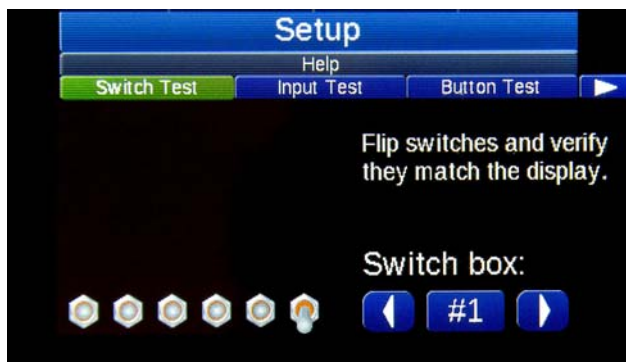 Setup
Help
Switch Test Input Test Button Test
Flip switches and verify
they match the display.
Switch box:
#1